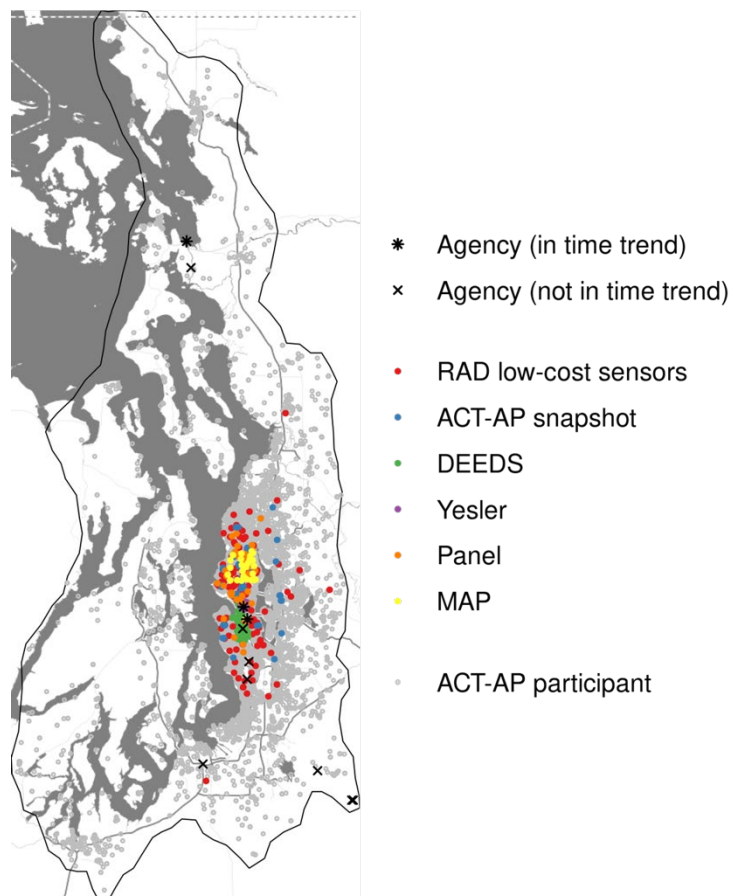 Agency (in time trend)
Agency (not in time trend)
RAD low-cost sensors
ACT-AP snapshot
DEEDS
Yesler
Panel
MAP
ACT-AP participant